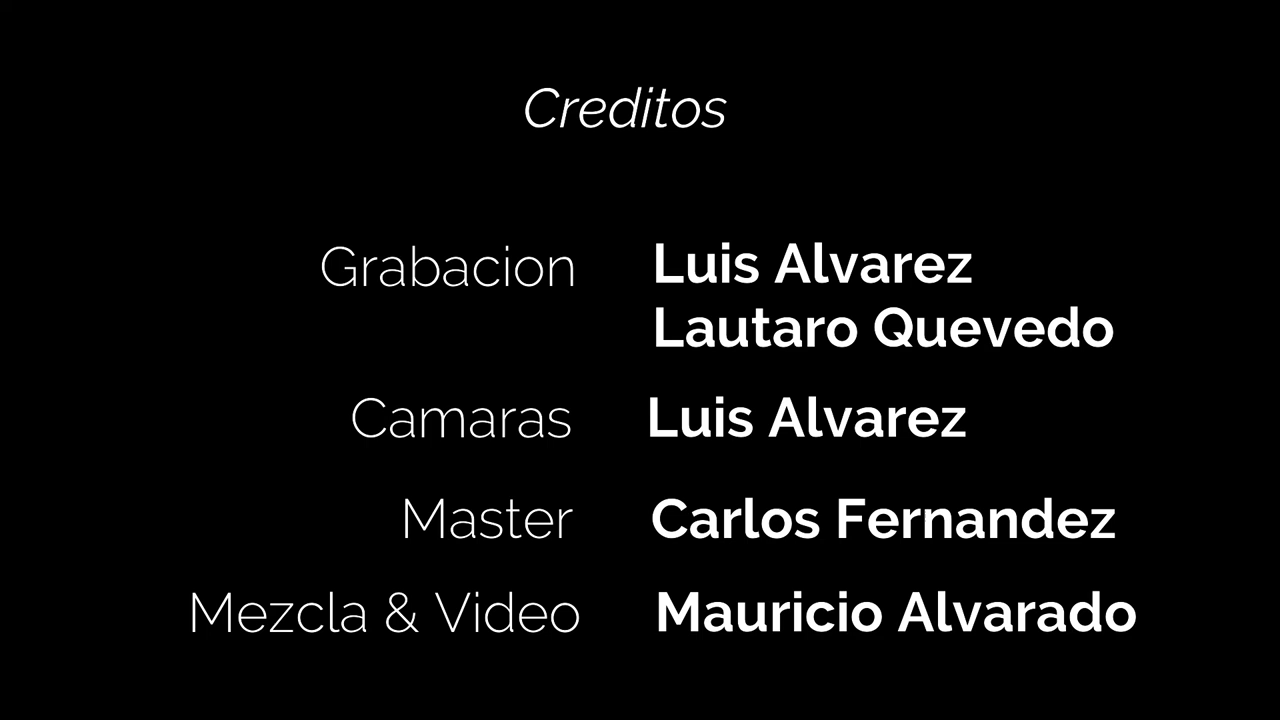 Creditos
Grabacion Luis Alvarez
Lautaro Quevedo
Camaras Luis Alvarez
Master Carlos Fernandez
Mezcla & Video Mauricio Alvarado